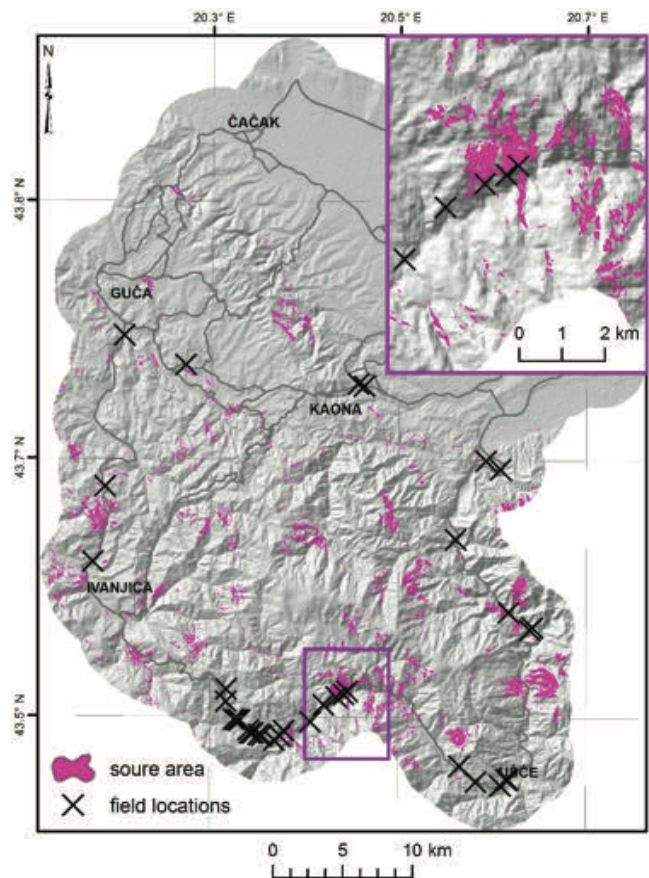 20.3° E 20.5° E 20.7° E
N
ČAČAK
43.8° N
GUČA
0 1 2 km
KAONA
43.7° N
IVANJICA
43.5° N
soure area
UŠĆE
field locations
0 5 10 km